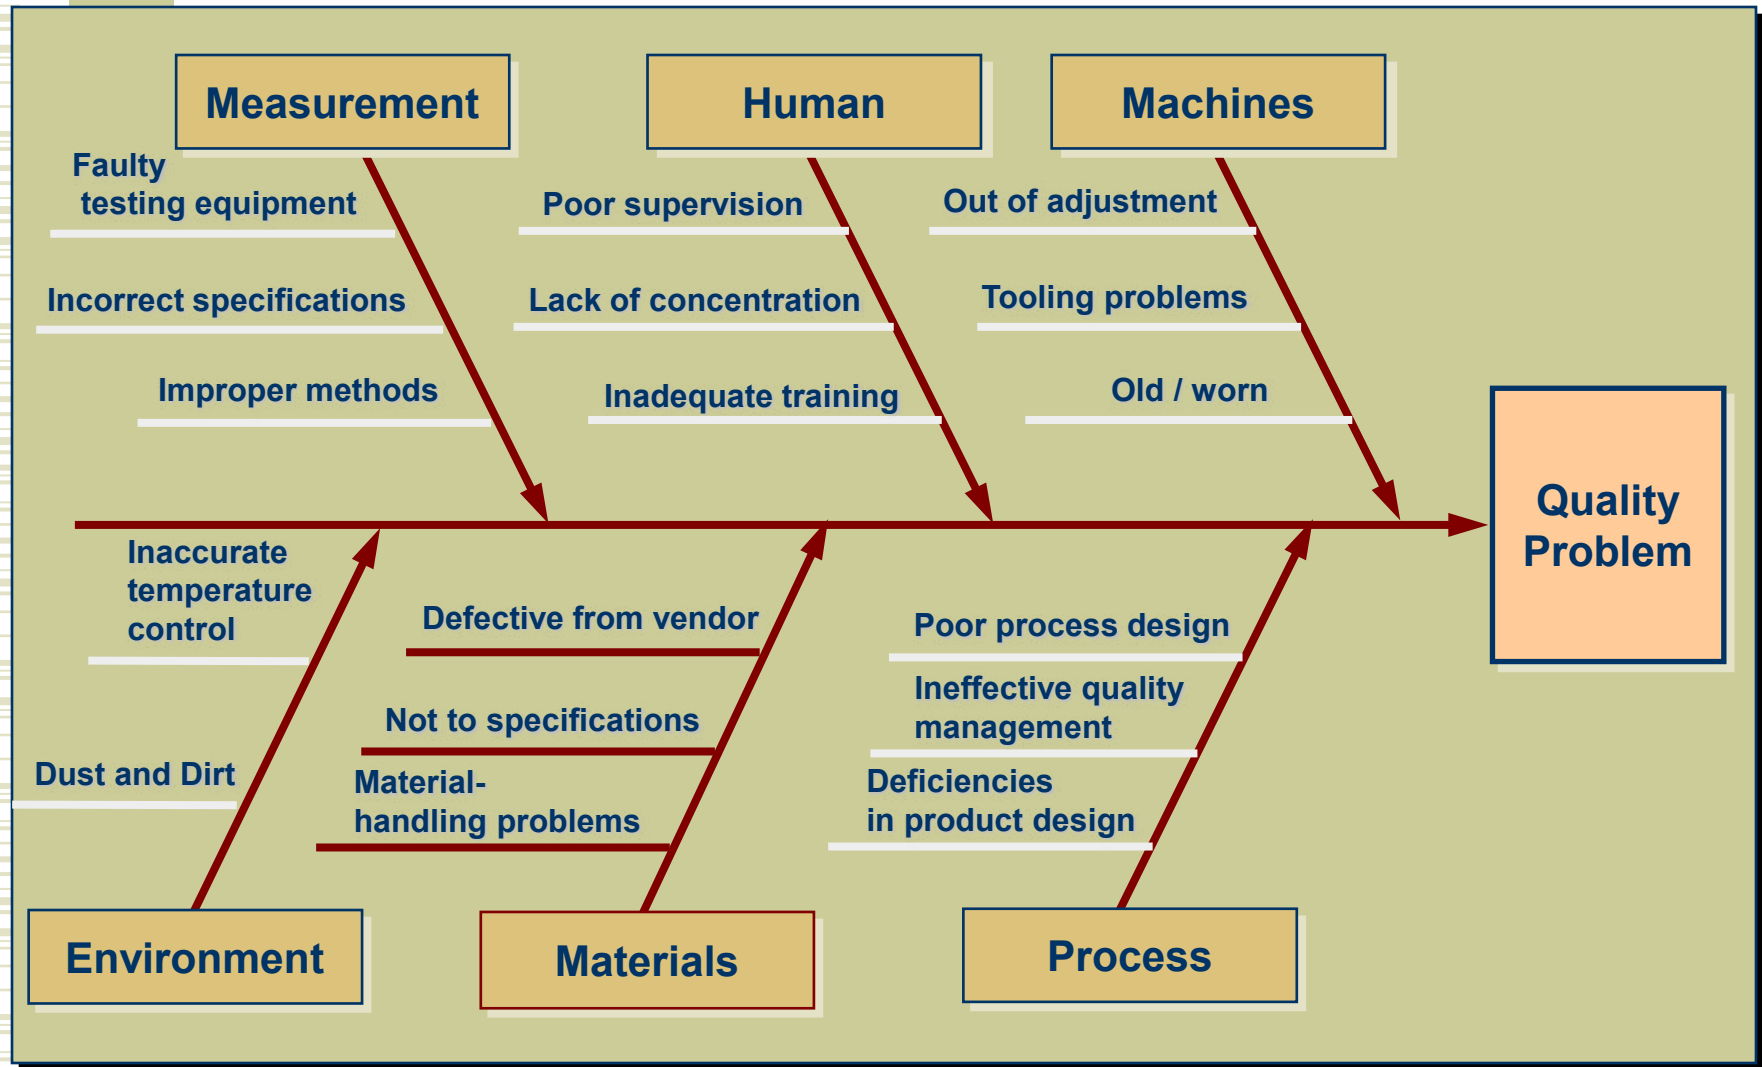 Measurement
Human
Machines
Faulty
testing equipment
Poor supervision
Out of adjustment
Incorrect specifications
Lack of concentration
Tooling problems
Improper methods
Inadequate training
Old / worn
Quality
Problem
Inaccurate
temperature
control
Defective from vendor
Poor process design
Not to specifications
Ineffective quality
management
Dust and Dirt
Material-
handling problems
Deficiencies
in product design
Environment
Materials
Process